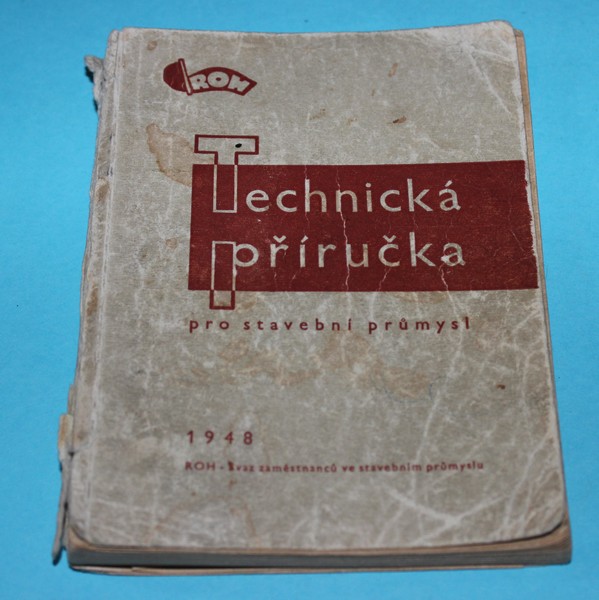 ROH
Technická
příručka
pro stavební průmysl
1948
ROH - Svaz zaměstnanců ve stavebním průmyslu